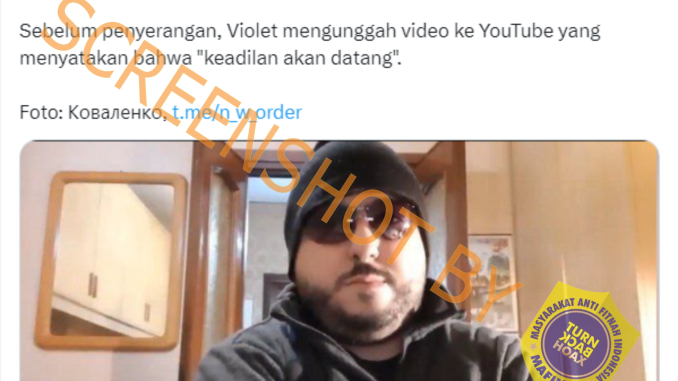 Sebelum penyerangan, Violet mengunggah video ke YouTube yang
menyatakan bahwa "keadilan akan datang".
Foto: Коваленко, t.me/n_w_order
SCREENSHOT BY
MASYARAKAT ANTI FITNAH INDONESIA
TURN
BACK
HOAX